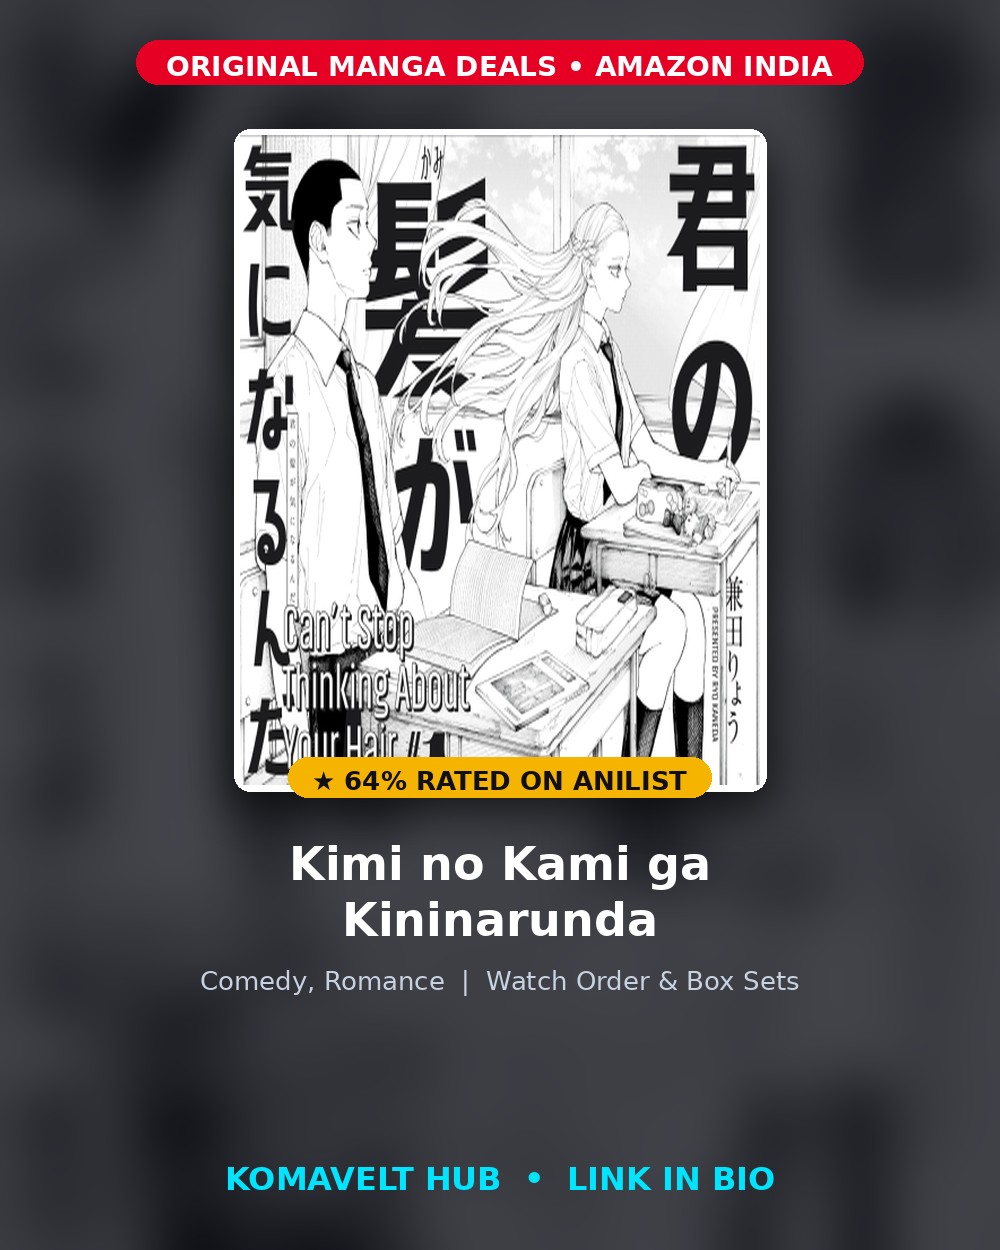 ORIGINAL MANGA DEALS • AMAZON INDIA
君の
髪が
かみ
気になるんだ
Can't Stop
Thinking About
Your Hair #1
兼田りょう
PRESENTED BY RYO KANEDA
★ 64% RATED ON ANILIST
Kimi no Kami ga
Kininarunda
Comedy, Romance | Watch Order & Box Sets
KOMAVELT HUB • LINK IN BIO